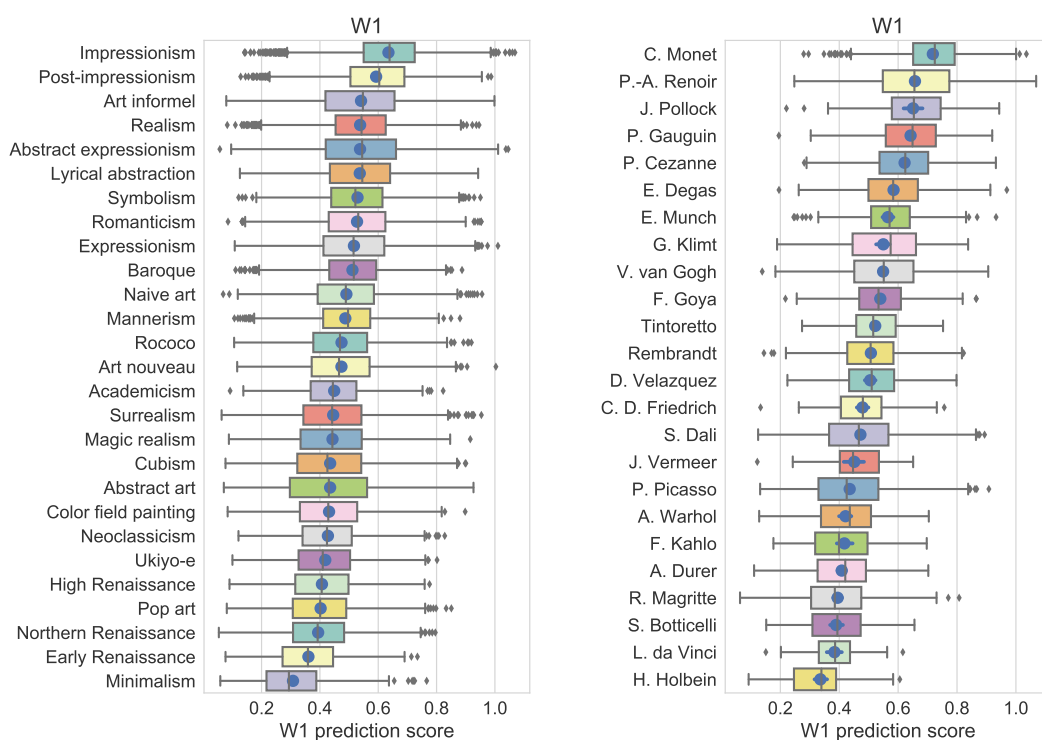 W1
Impressionism
Post-impressionism
Art informel
Realism
Abstract expressionism
Lyrical abstraction
Symbolism
Romanticism
Expressionism
Baroque
Naive art
Mannerism
Rococo
Art nouveau
Academicism
Surrealism
Magic realism
Cubism
Abstract art
Color field painting
Neoclassicism
Ukiyo-e
High Renaissance
Pop art
Northern Renaissance
Early Renaissance
Minimalism
0.2 0.4 0.6 0.8 1.0
W1 prediction score
W1
C. Monet
P.-A. Renoir
J. Pollock
P. Gauguin
P. Cezanne
E. Degas
E. Munch
G. Klimt
V. van Gogh
F. Goya
Tintoretto
Rembrandt
D. Velazquez
C. D. Friedrich
S. Dali
J. Vermeer
P. Picasso
A. Warhol
F. Kahlo
A. Durer
R. Magritte
S. Botticelli
L. da Vinci
H. Holbein
0.2 0.4 0.6 0.8 1.0
W1 prediction score